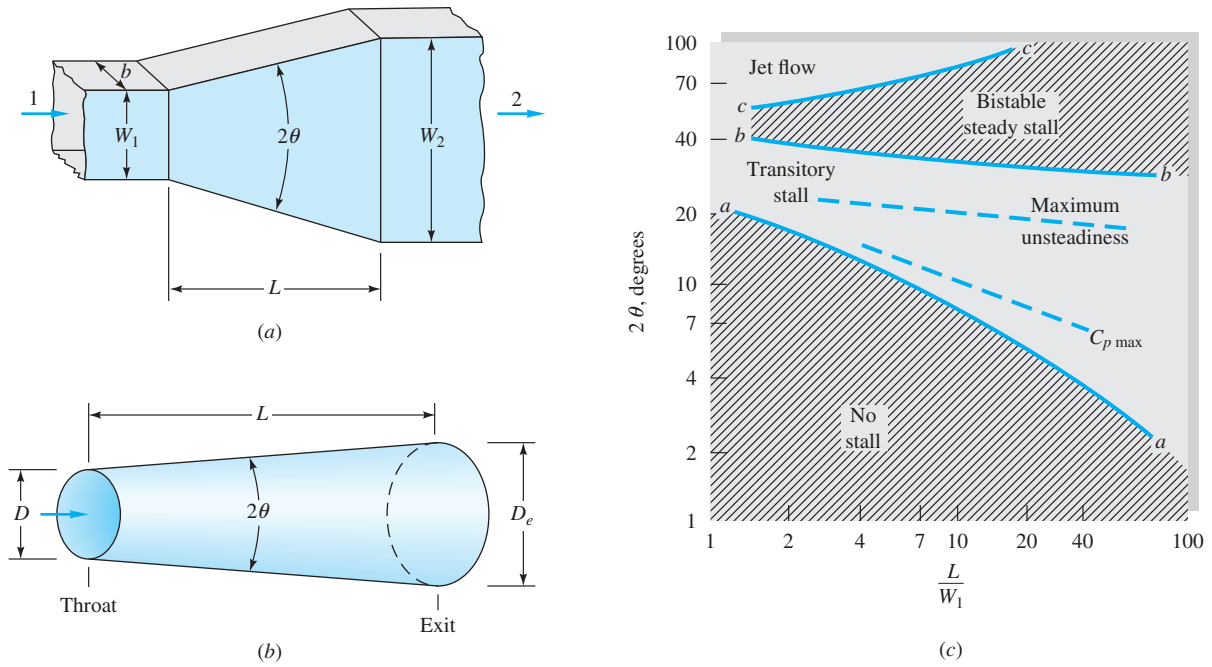 b
1
W₁
2θ
W₂
2
L
(a)
L
D
2θ
Dₑ
Throat
Exit
(b)
100
70
40
20
10
7
4
2
1
2 θ, degrees
Jet flow
c
c
Bistable
steady stall
b
b
Transitory
stall
Maximum
unsteadiness
a
Cp max
No
stall
a
1
2
4
7
10
20
40
100
L
W₁
(c)